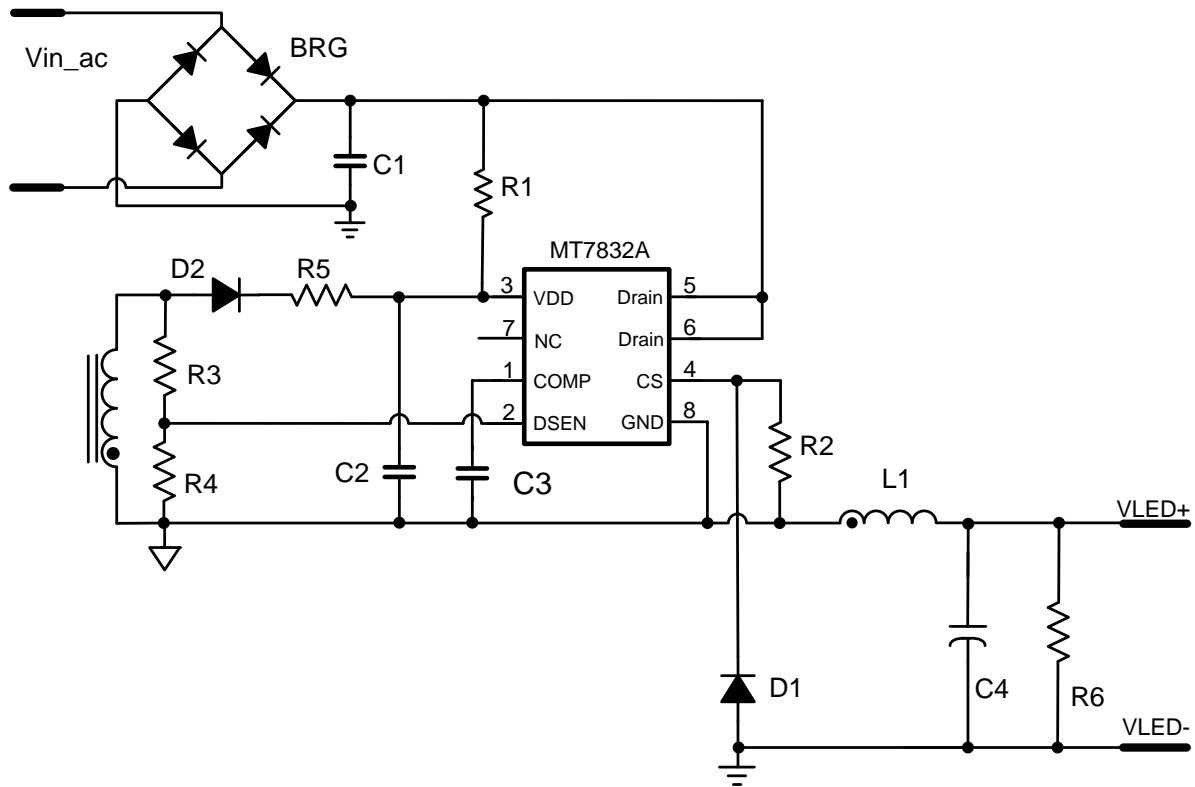 Vin_ac
BRG
C1
R1
MT7832A
D2
R5
3 VDD Drain 5
7 NC Drain 6
R3
1 COMP CS 4
2 DSEN GND 8
R2
R4
C2
C3
L1
VLED+
D1
C4
R6
VLED-